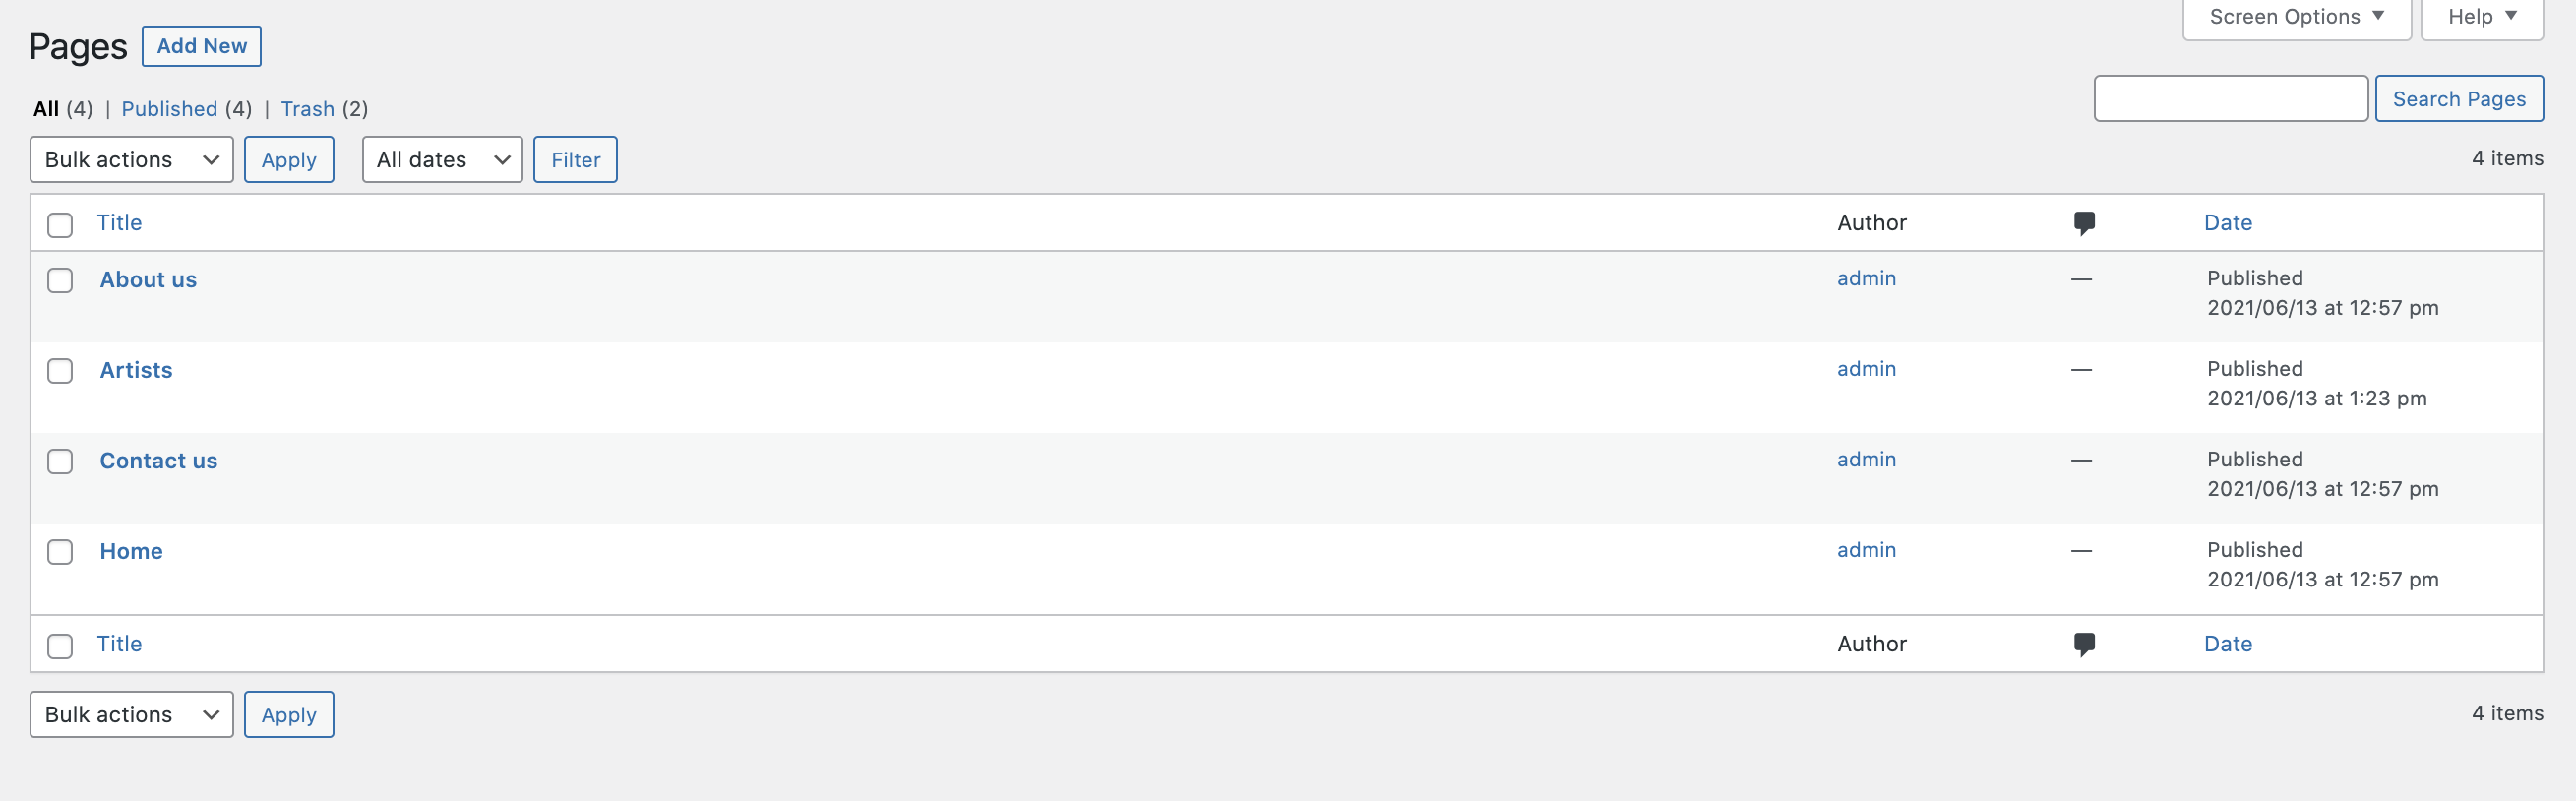 Screen Options ▼ Help ▼
Pages Add New
Search Pages
All (4) | Published (4) | Trash (2)
Bulk actions Apply All dates Filter 4 items
Title Author Date
About us admin — Published
2021/06/13 at 12:57 pm
Artists admin — Published
2021/06/13 at 1:23 pm
Contact us admin — Published
2021/06/13 at 12:57 pm
Home admin — Published
2021/06/13 at 12:57 pm
Title Author Date
Bulk actions Apply 4 items